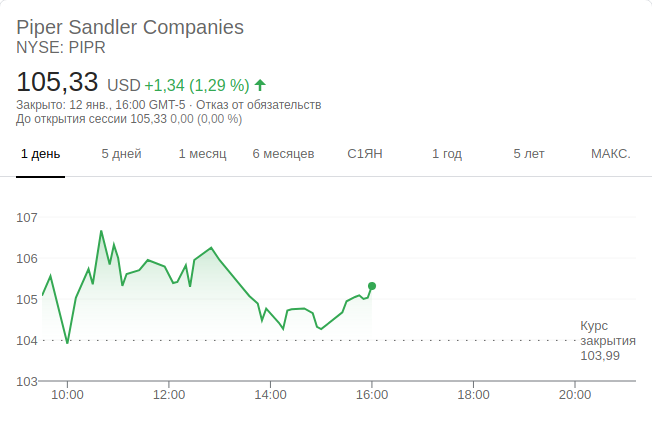 Piper Sandler Companies
NYSE: PIPR
105,33 USD +1,34 (1,29 %)
Закрыто: 12 янв., 16:00 GMT-5 · Отказ от обязательств
До открытия сессии 105,33 0,00 (0,00 %)
1 день 5 дней 1 месяц 6 месяцев С1ЯН 1 год 5 лет МАКС.
107
106
105
104
103
Курс
закрытия
103,99
10:00 12:00 14:00 16:00 18:00 20:00